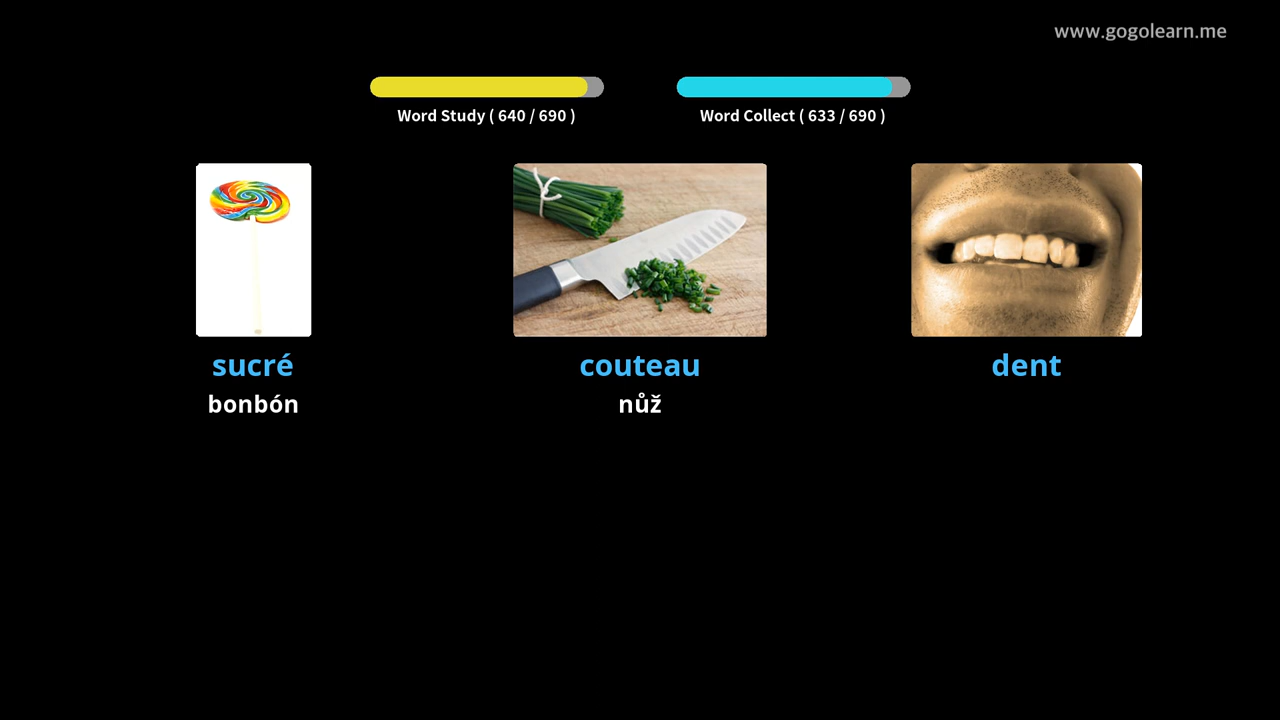 www.gogolearn.me
Word Study ( 640 / 690 )
Word Collect ( 633 / 690 )
sucré
bonbón
couteau
nůž
dent